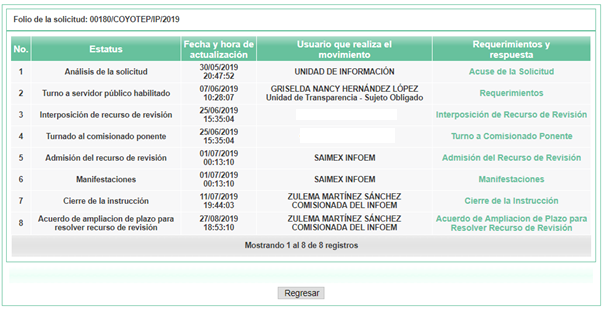 Folio de la solicitud: 00180/COYOTEP/IP/2019
No. Estatus Fecha y hora de actualización Usuario que realiza el movimiento Requerimientos y respuesta
1 Análisis de la solicitud 30/05/2019 20:47:52 UNIDAD DE INFORMACIÓN Acuse de la Solicitud
2 Turno a servidor público habilitado 07/06/2019 10:28:07 GRISELDA NANCY HERNÁNDEZ LÓPEZ Unidad de Transparencia - Sujeto Obligado Requerimientos
3 Interposición de recurso de revisión 25/06/2019 15:35:04 Interposición de Recurso de Revisión
4 Turnado al comisionado ponente 25/06/2019 15:35:04 Turno a Comisionado Ponente
5 Admisión del recurso de revisión 01/07/2019 00:13:10 SAIMEX INFOEM Admisión del Recurso de Revisión
6 Manifestaciones 01/07/2019 00:13:10 SAIMEX INFOEM Manifestaciones
7 Cierre de la instrucción 11/07/2019 19:44:03 ZULEMA MARTÍNEZ SÁNCHEZ COMISIONADA DEL INFOEM Cierre de la Instrucción
8 Acuerdo de ampliacion de plazo para resolver recurso de revisión 27/08/2019 18:53:10 ZULEMA MARTÍNEZ SÁNCHEZ COMISIONADA DEL INFOEM Acuerdo de Ampliacion de Plazo para Resolver Recurso de Revisión
Mostrando 1 al 8 de 8 registros
Regresar